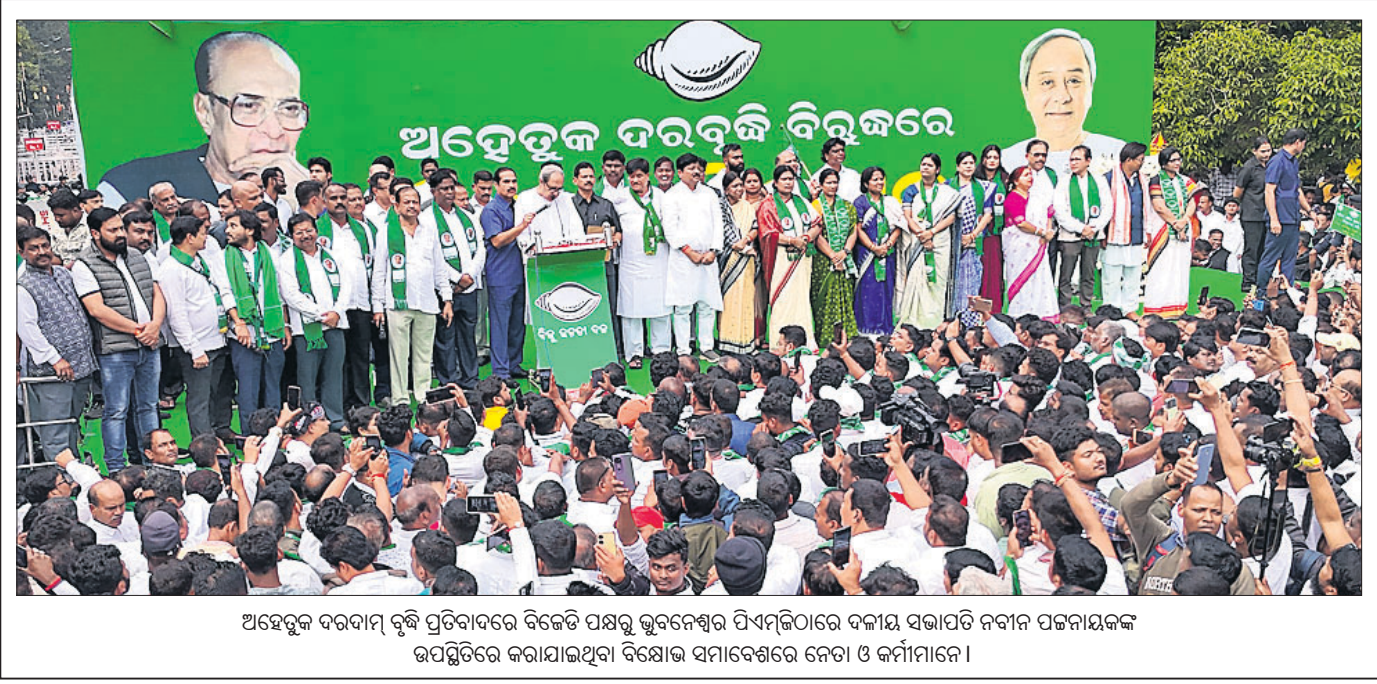 ଅହେତୁକ ଦରବୃଦ୍ଧି ବିରୁଦ୍ଧରେ
ବିଜୁ ଜନତା ଦଳ
ଅହେତୁକ ଦରଦାମ୍ ବୃଦ୍ଧି ପ୍ରତିବାଦରେ ବିଜେଡି ପକ୍ଷରୁ ଭୁବନେଶ୍ୱର ପିଏମ୍‌ଜିଠାରେ ଦଳୀୟ ସଭାପତି ନବୀନ ପଟ୍ଟନାୟକଙ୍କ
ଉପସ୍ଥିତିରେ କରାଯାଇଥିବା ବିକ୍ଷୋଭ ସମାବେଶରେ ନେତା ଓ କର୍ମୀମାନେ।
NORTH